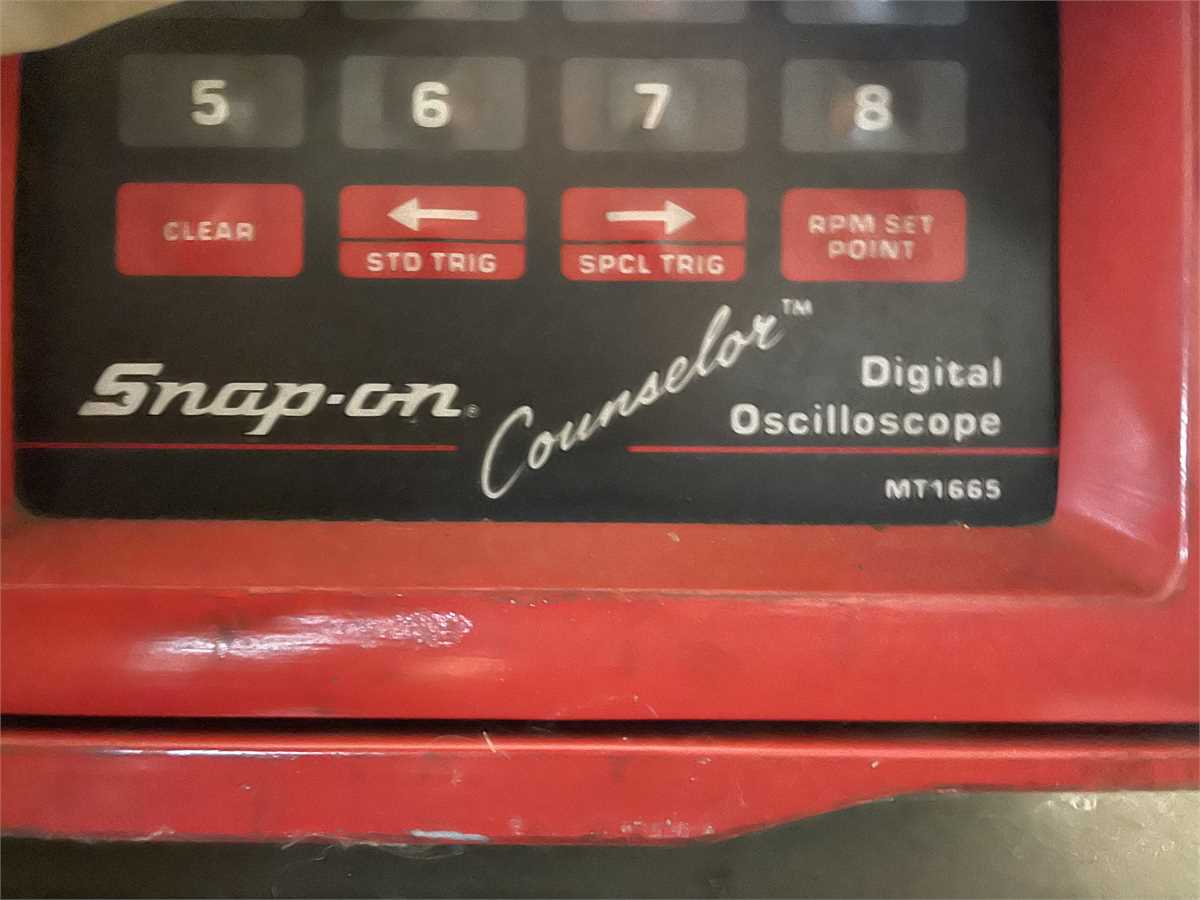 5 6 7 8
CLEAR
STD TRIG
SPCL TRIG
RPM SET
POINT
Snap-on®
Counselor™
Digital
Oscilloscope
MT1665